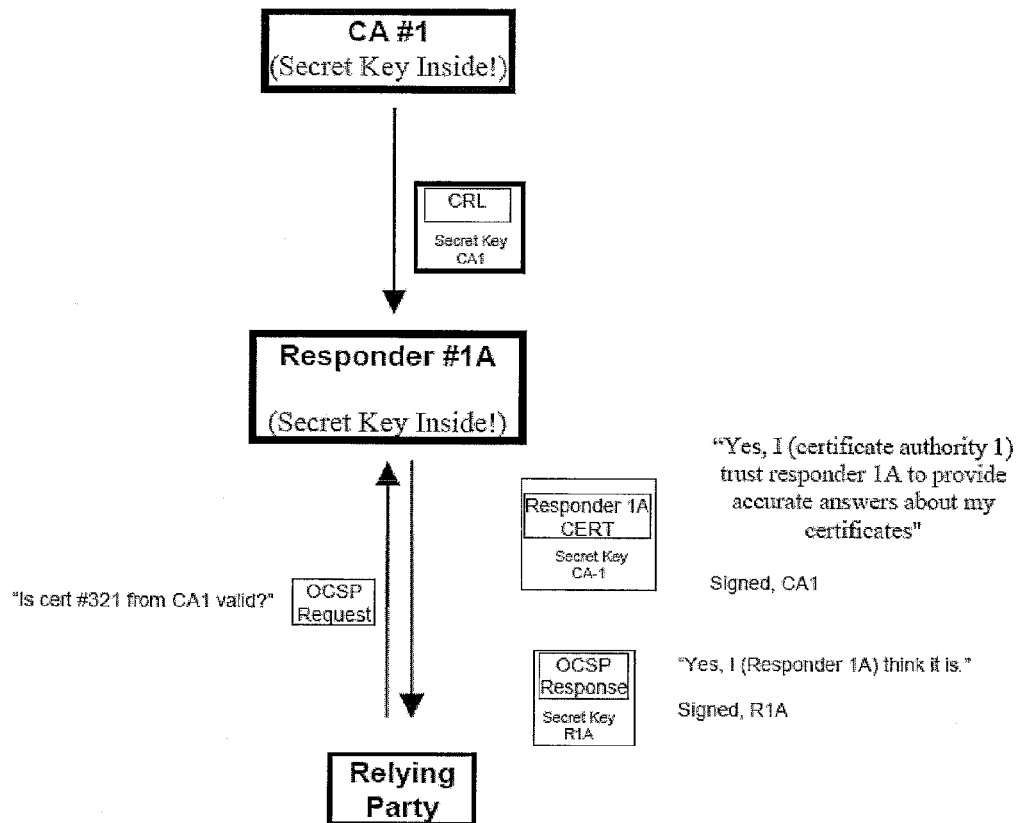 CA #1
(Secret Key Inside!)
CRL
Secret Key
CA1
Responder #1A
(Secret Key Inside!)
"Yes, I (certificate authority 1)
trust responder 1A to provide
accurate answers about my
certificates"
Signed, CA1
Responder 1A
CERT
Secret Key
CA-1
"Is cert #321 from CA1 valid?"
OCSP
Request
OCSP
Response
Secret Key
R1A
"Yes, I (Responder 1A) think it is."
Signed, R1A
Relying
Party